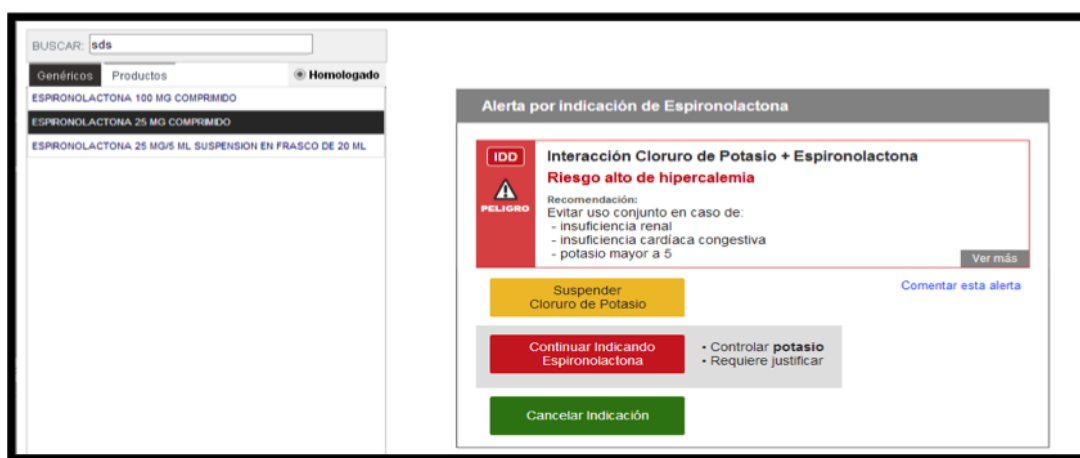 BUSCAR: sds
Genéricos Productos Homologado
ESPIRONOLACTONA 100 MG COMPRIMIDO
ESPIRONOLACTONA 25 MG COMPRIMIDO
ESPIRONOLACTONA 25 MG/5 ML SUSPENSION EN FRASCO DE 20 ML
Alerta por indicación de Espironolactona
IDD
PELIGRO
Interacción Cloruro de Potasio + Espironolactona
Riesgo alto de hipercalemia
Recomendación:
Evitar uso conjunto en caso de:
- insuficiencia renal
- insuficiencia cardíaca congestiva
- potasio mayor a 5
Ver más
Comentar esta alerta
Suspender
Cloruro de Potasio
Continuar Indicando
Espironolactona
• Controlar potasio
• Requiere justificar
Cancelar Indicación